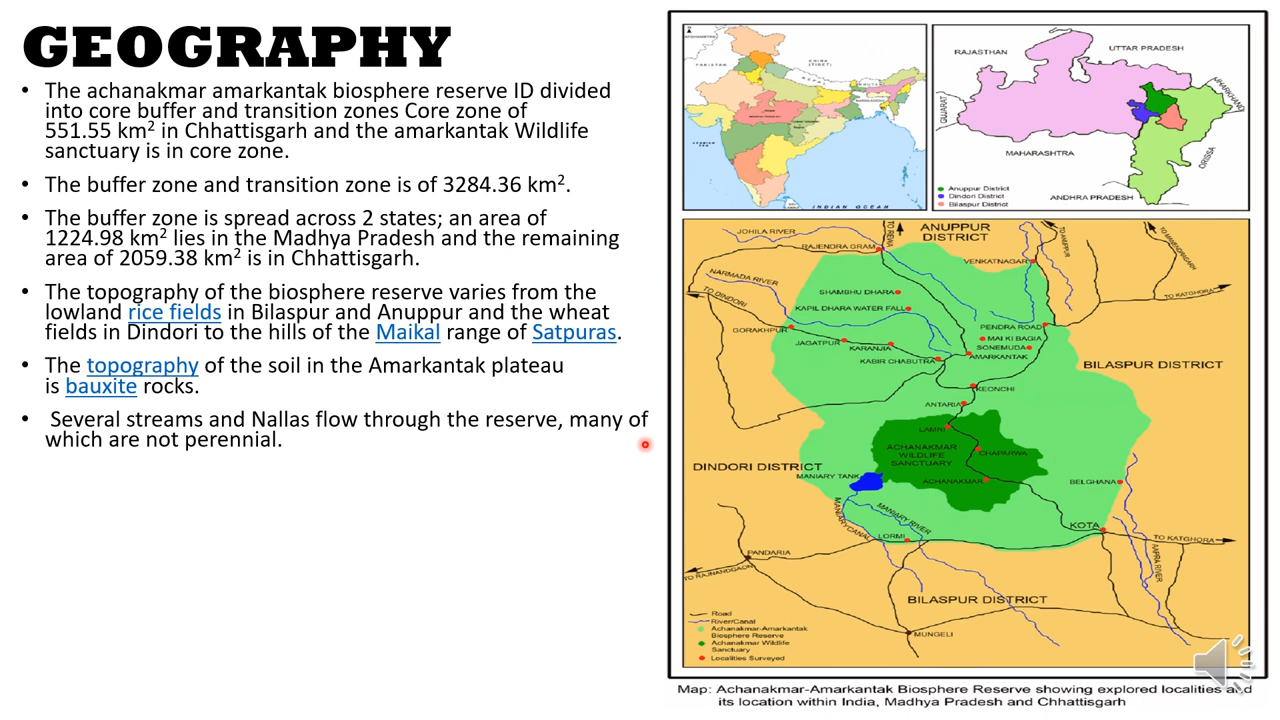 GEOGRAPHY
• The achanakmar amarkantak biosphere reserve ID divided
into core buffer and transition zones Core zone of
551.55 km² in Chhattisgarh and the amarkantak Wildlife
sanctuary is in core zone.
• The buffer zone and transition zone is of 3284.36 km².
• The buffer zone is spread across 2 states; an area of
1224.98 km² lies in the Madhya Pradesh and the remaining
area of 2059.38 km² is in Chhattisgarh.
• The topography of the biosphere reserve varies from the
lowland rice fields in Bilaspur and Anuppur and the wheat
fields in Dindori to the hills of the Maikal range of Satpuras.
• The topography of the soil in the Amarkantak plateau
is bauxite rocks.
• Several streams and Nallas flow through the reserve, many of
which are not perennial.
INDIAN OCEAN
RAJASTHAN
UTTAR PRADESH
GUJARAT
JHARKHAND
MAHARASHTRA
ORISSA
ANDHRA PRADESH
Anuppur District
Dindori District
Bilaspur District
JOHILA RIVER
RAJENDRA GRAM
TO REWA
ANUPPUR
DISTRICT
VENKATNAGAR
NARMADA RIVER
TO DINDORI
SHAMBHU DHARA
KAPIL DHARA WATER FALL
TO KATGHORA
GORAKHPUR
JAGATPUR
KARANJIA
KABIR CHABUTRA
PENDRA ROAD
MAI KI BAGIA
SONEMUDA
AMARKANTAK
BILASPUR DISTRICT
KEONCHI
ANTARIA
LAMNI
ACHANAKMAR
WILDLIFE
SANCTUARY
CHAPARWA
DINDORI DISTRICT
MANIARY TANK
ACHANAKMAR
BELGHANA
MANIARY CANAL
MANIARY RIVER
LORMI
KOTA
TO KATGHORA
PANDARIA
TO RAJNANDGAON
BILASPUR DISTRICT
MUNGELI
Road
River/Canal
Achanakmar-Amarkantak
Biosphere Reserve
Achanakmar Wildlife
Sanctuary
Localities Surveyed
Map: Achanakmar-Amarkantak Biosphere Reserve showing explored localities and
its location within India, Madhya Pradesh and Chhattisgarh